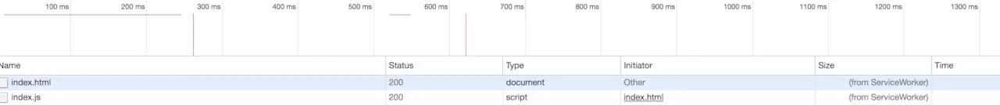 100 ms 200 ms 300 ms 400 ms 500 ms 600 ms 700 ms 800 ms 900 ms 1000 ms 1100 ms 1200 ms 1300 ms
Name Status Type Initiator Size Time
index.html 200 document Other (from ServiceWorker)
index.js 200 script index.html (from ServiceWorker)